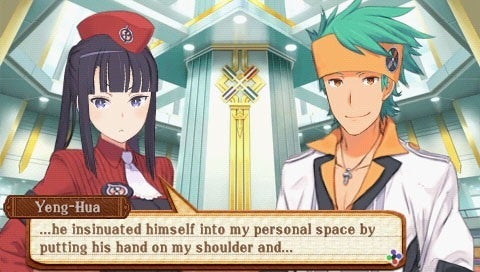 Yeng-Hua
...he insinuated himself into my personal space by
putting his hand on my shoulder and...